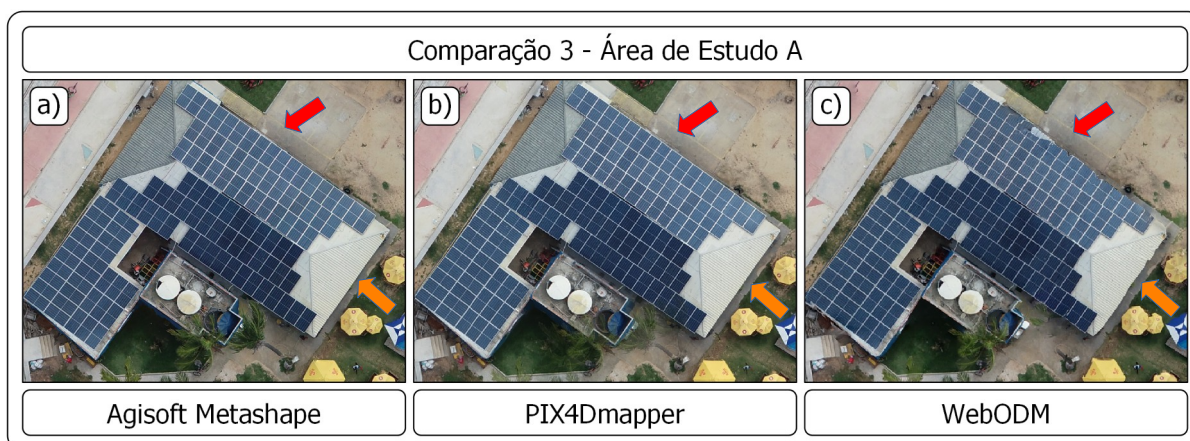 Comparação 3 - Área de Estudo A
a)
b)
c)
Agisoft Metashape
PIX4Dmapper
WebODM